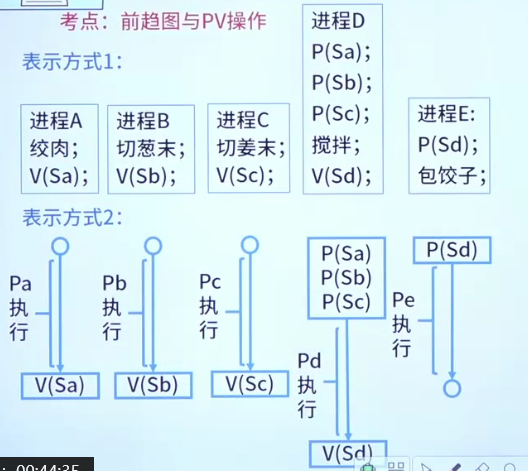 考点：前趋图与PV操作
表示方式1：
进程A
绞肉；
V(Sa)；
进程B
切葱末；
V(Sb)；
进程C
切姜末；
V(Sc)；
进程D
P(Sa)；
P(Sb)；
P(Sc)；
搅拌；
V(Sd)；
进程E:
P(Sd)；
包饺子；
表示方式2：
Pa
执
行
V(Sa)
Pb
执
行
V(Sb)
Pc
执
行
V(Sc)
P(Sa)
P(Sb)
P(Sc)
Pd
执
行
V(Sd)
P(Sd)
Pe
执
行
: 00:44:35